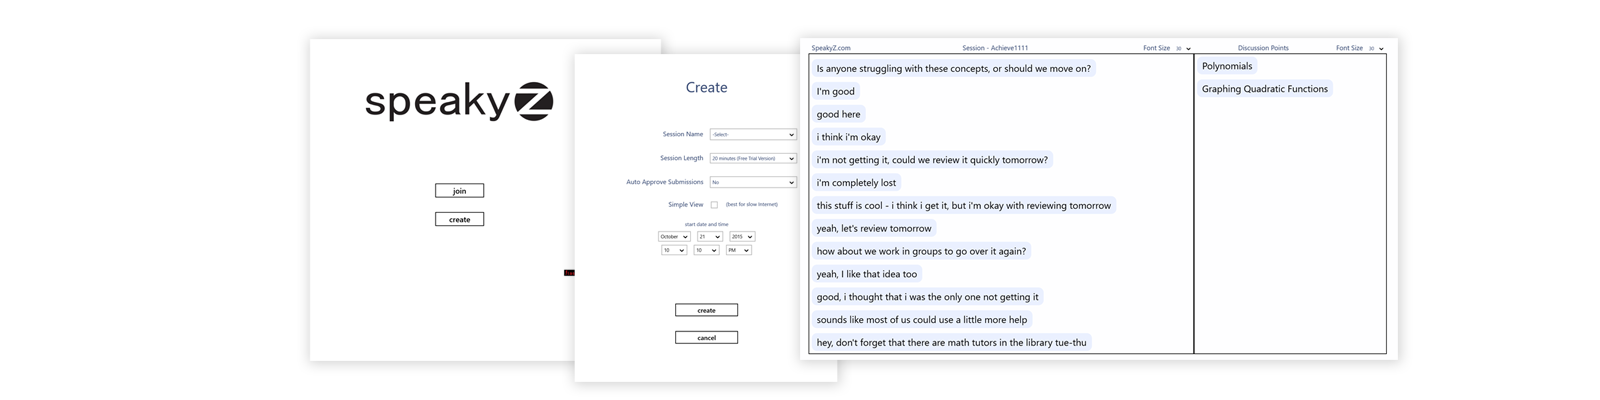 speakyZ
join
create
Create
Session Name -Select-
Session Length 20 minutes (Free Trial Version)
Auto Approve Submissions No
Simple View (best for slow Internet)
start date and time
October 21 2015
10 10 PM
create
cancel
SpeakyZ.com Session - Achieve1111 Font Size 30 Discussion Points Font Size 30
Is anyone struggling with these concepts, or should we move on?
I'm good
good here
i think i'm okay
i'm not getting it, could we review it quickly tomorrow?
i'm completely lost
this stuff is cool - i think i get it, but i'm okay with reviewing tomorrow
yeah, let's review tomorrow
how about we work in groups to go over it again?
yeah, I like that idea too
good, i thought that i was the only one not getting it
sounds like most of us could use a little more help
hey, don't forget that there are math tutors in the library tue-thu
Polynomials
Graphing Quadratic Functions